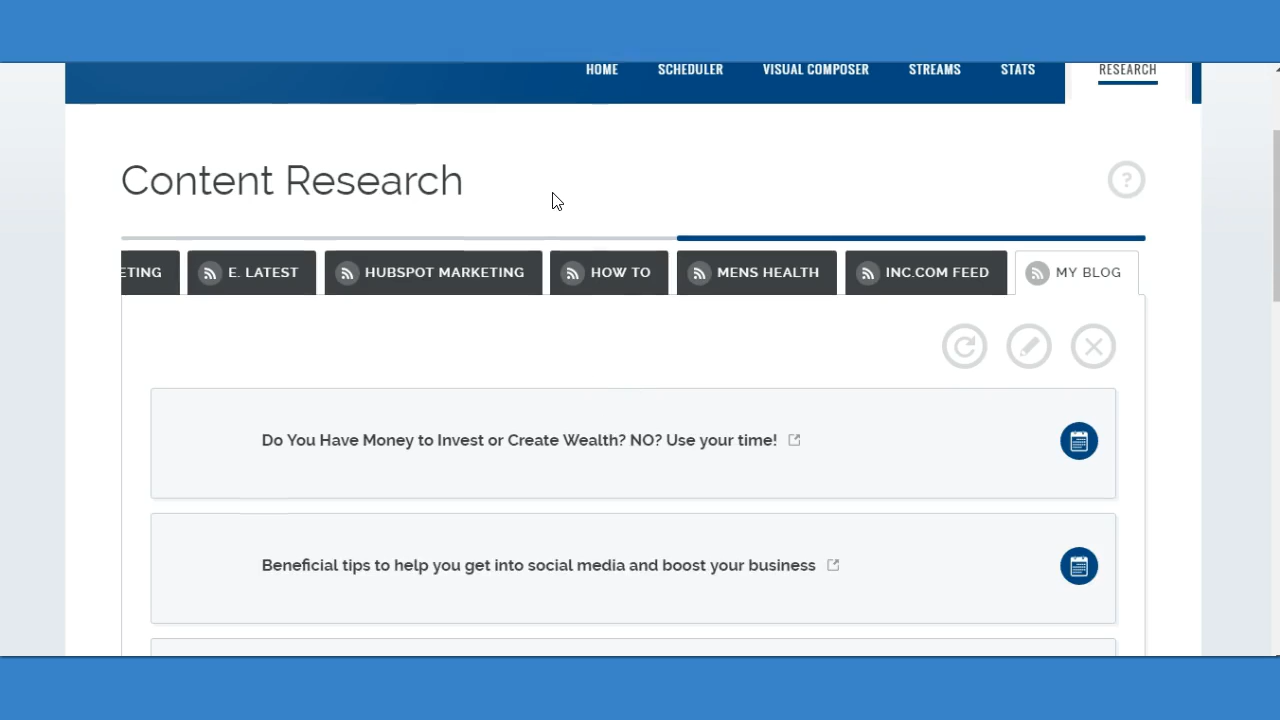 HOME SCHEDULER VISUAL COMPOSER STREAMS STATS RESEARCH
Content Research
?
ETING E. LATEST HUBSPOT MARKETING HOW TO MENS HEALTH INC.COM FEED MY BLOG
Do You Have Money to Invest or Create Wealth? NO? Use your time!
Beneficial tips to help you get into social media and boost your business